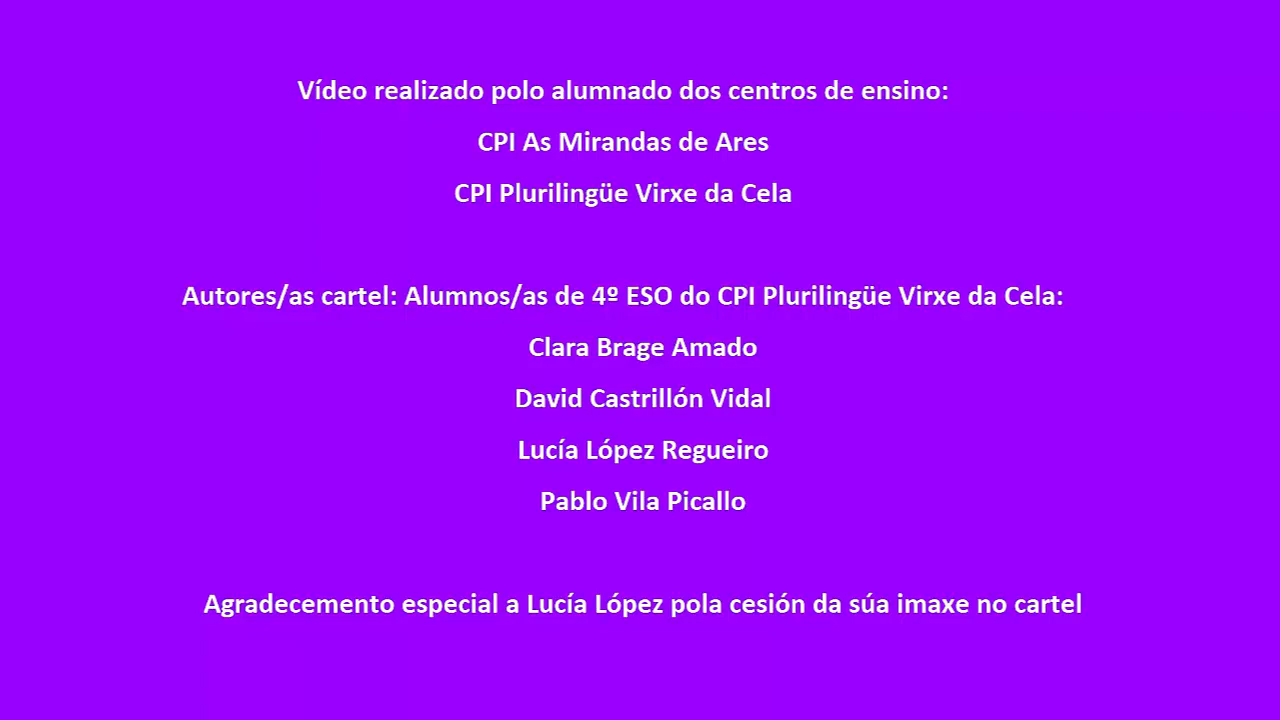 Vídeo realizado polo alumnado dos centros de ensino:
CPI As Mirandas de Ares
CPI Plurilingüe Virxe da Cela
Autores/as cartel: Alumnos/as de 4º ESO do CPI Plurilingüe Virxe da Cela:
Clara Brage Amado
David Castrillón Vidal
Lucía López Regueiro
Pablo Vila Picallo
Agradecemento especial a Lucía López pola cesión da súa imaxe no cartel